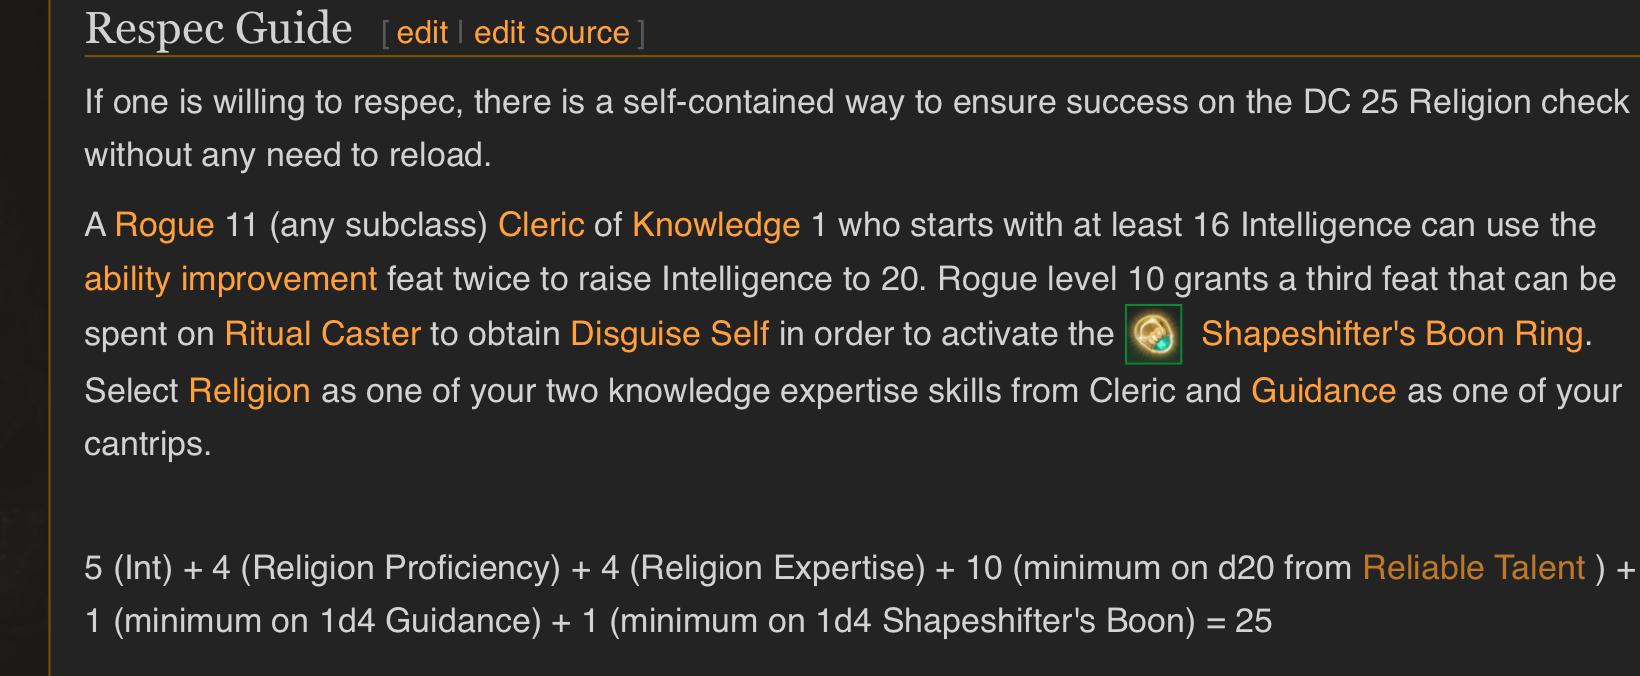 Respec Guide [ edit | edit source ]
If one is willing to respec, there is a self-contained way to ensure success on the DC 25 Religion check
without any need to reload.
A Rogue 11 (any subclass) Cleric of Knowledge 1 who starts with at least 16 Intelligence can use the
ability improvement feat twice to raise Intelligence to 20. Rogue level 10 grants a third feat that can be
spent on Ritual Caster to obtain Disguise Self in order to activate the Shapeshifter's Boon Ring.
Select Religion as one of your two knowledge expertise skills from Cleric and Guidance as one of your
cantrips.
5 (Int) + 4 (Religion Proficiency) + 4 (Religion Expertise) + 10 (minimum on d20 from Reliable Talent ) +
1 (minimum on 1d4 Guidance) + 1 (minimum on 1d4 Shapeshifter's Boon) = 25